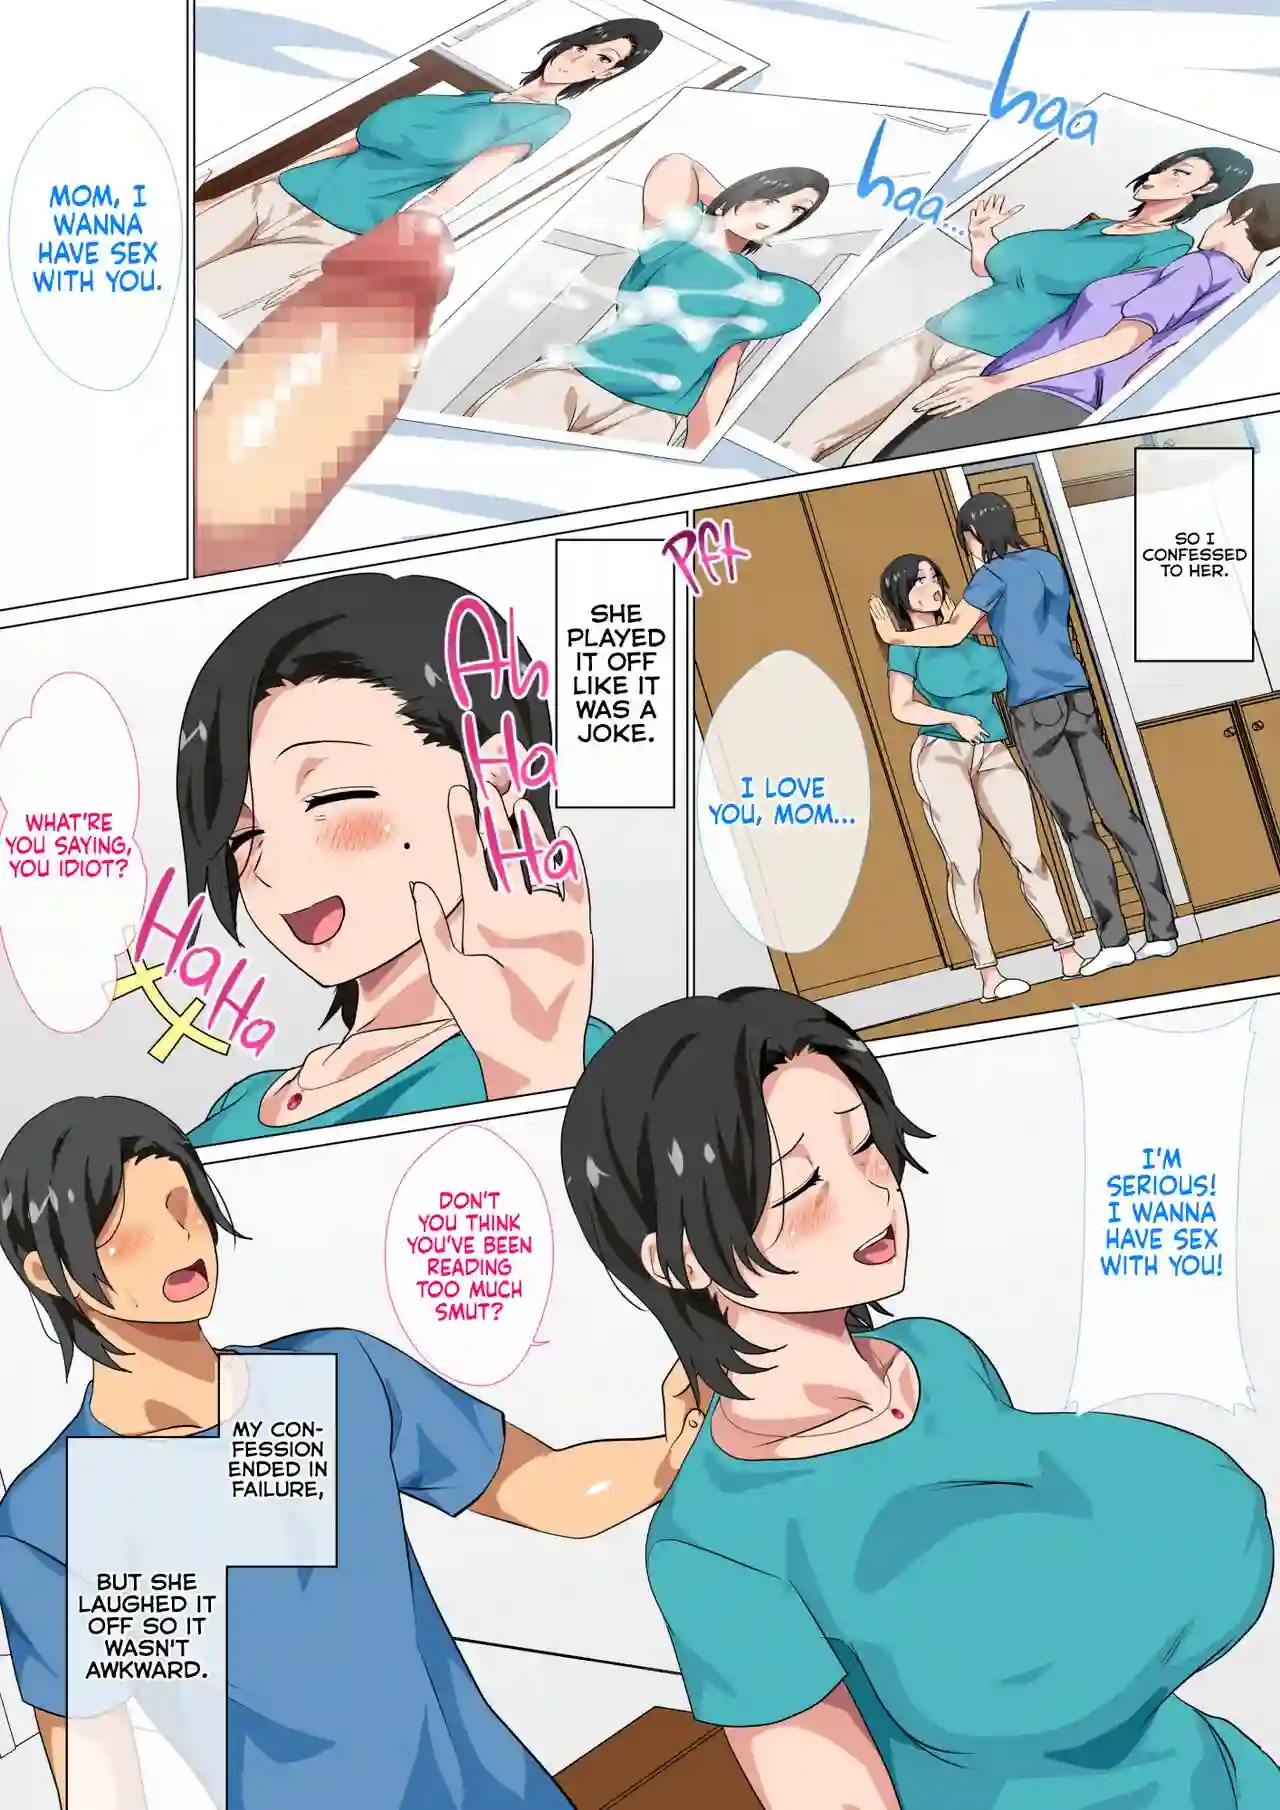 haa
haa...
MOM, I
WANNA
HAVE SEX
WITH YOU.
SO I
CONFESSED
TO HER.
I LOVE
YOU, MOM...
Pft
SHE
PLAYED
IT OFF
LIKE IT
WAS A
JOKE.
Ah
Ha
Ha
WHAT'RE
YOU SAYING,
YOU IDIOT?
HaHa
I'M
SERIOUS!
I WANNA
HAVE SEX
WITH YOU!
DON'T
YOU THINK
YOU'VE BEEN
READING
TOO MUCH
SMUT?
MY CON-
FESSION
ENDED IN
FAILURE,
BUT SHE
LAUGHED IT
OFF SO IT
WASN'T
AWKWARD.